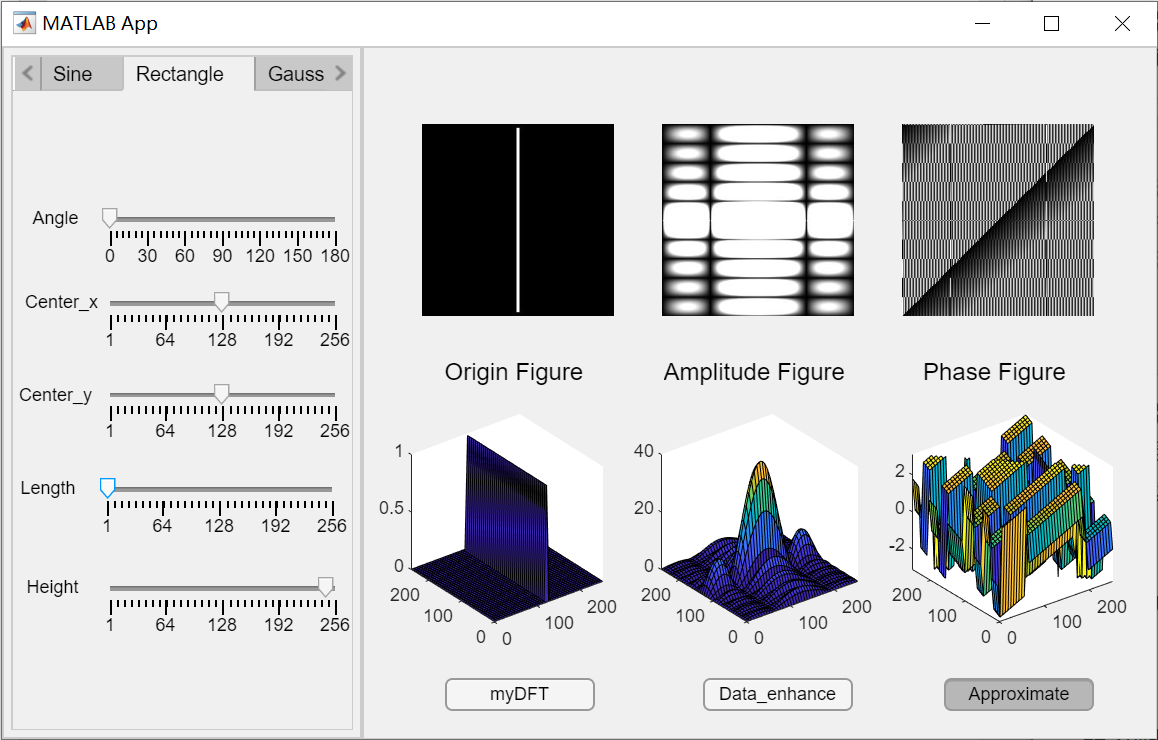 MATLAB App
Sine Rectangle Gauss
Angle
0 30 60 90 120 150 180
Center_x
1 64 128 192 256
Center_y
1 64 128 192 256
Length
1 64 128 192 256
Height
1 64 128 192 256
Origin Figure
Amplitude Figure
Phase Figure
1
0.5
0
200
100
0
0
100
200
40
20
0
200
100
0
0
100
200
2
0
-2
200
100
0
0
100
200
myDFT
Data_enhance
Approximate